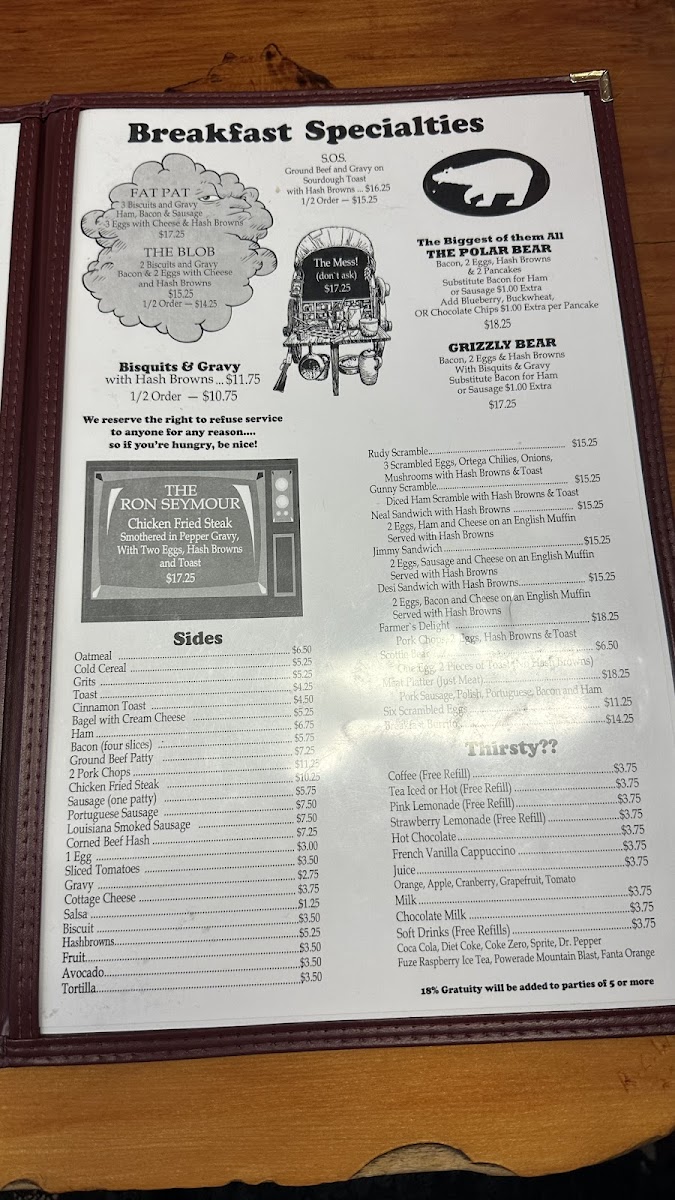 Breakfast Specialties
FAT PAT
3 Biscuits and Gravy
Ham, Bacon & Sausage
3 Eggs with Cheese & Hash Browns
$17.25
THE BLOB
2 Biscuits and Gravy
Bacon & 2 Eggs with Cheese
and Hash Browns
$15.25
1/2 Order — $14.25
S.O.S.
Ground Beef and Gravy on
Sourdough Toast
with Hash Browns ... $16.25
1/2 Order — $15.25
The Mess!
(don't ask)
$17.25
The Biggest of them All
THE POLAR BEAR
Bacon, 2 Eggs, Hash Browns
& 2 Pancakes
Substitute Bacon for Ham
or Sausage $1.00 Extra
Add Blueberry, Buckwheat,
OR Chocolate Chips $1.00 Extra per Pancake
$18.25
GRIZZLY BEAR
Bacon, 2 Eggs & Hash Browns
With Bisquits & Gravy
Substitute Bacon for Ham
or Sausage $1.00 Extra
$17.25
Bisquits & Gravy
with Hash Browns ... $11.75
1/2 Order — $10.75
We reserve the right to refuse service
to anyone for any reason....
so if you're hungry, be nice!
THE
RON SEYMOUR
Chicken Fried Steak
Smothered in Pepper Gravy,
With Two Eggs, Hash Browns
and Toast
$17.25
Sides
Oatmeal $6.50
Cold Cereal $5.25
Grits $5.25
Toast $4.25
Cinnamon Toast $4.50
Bagel with Cream Cheese $5.25
Ham $6.75
Bacon (four slices) $5.75
Ground Beef Patty $7.25
2 Pork Chops $11.25
Chicken Fried Steak $10.25
Sausage (one patty) $5.75
Portuguese Sausage $7.50
Louisiana Smoked Sausage $7.50
Corned Beef Hash $7.25
1 Egg $3.00
Sliced Tomatoes $3.50
Gravy $2.75
Cottage Cheese $3.75
Salsa $1.25
Biscuit $3.50
Hashbrowns $5.25
Fruit $3.50
Avocado $3.50
Tortilla $3.50
Rudy Scramble $15.25
3 Scrambled Eggs, Ortega Chilies, Onions,
Mushrooms with Hash Browns & Toast
Gunny Scramble $15.25
Diced Ham Scramble with Hash Browns & Toast
Neal Sandwich with Hash Browns $15.25
2 Eggs, Ham and Cheese on an English Muffin
Served with Hash Browns
Jimmy Sandwich $15.25
2 Eggs, Sausage and Cheese on an English Muffin
Served with Hash Browns
Desi Sandwich with Hash Browns $15.25
2 Eggs, Bacon and Cheese on an English Muffin
Served with Hash Browns
Farmer's Delight $18.25
Pork Chops, 2 Eggs, Hash Browns & Toast
$6.50
One Egg, 2 Pieces of Toast (No Hash Browns)
Meat Platter (Just Meat) $18.25
Pork Sausage, Polish, Portuguese, Bacon and Ham
Six Scrambled Eggs $11.25
$14.25
Thirsty??
Coffee (Free Refill) $3.75
Tea Iced or Hot (Free Refill) $3.75
Pink Lemonade (Free Refill) $3.75
Strawberry Lemonade (Free Refill) $3.75
Hot Chocolate $3.75
French Vanilla Cappuccino $3.75
Juice $3.75
Orange, Apple, Cranberry, Grapefruit, Tomato
Milk $3.75
Chocolate Milk $3.75
Soft Drinks (Free Refills) $3.75
Coca Cola, Diet Coke, Coke Zero, Sprite, Dr. Pepper
Fuze Raspberry Ice Tea, Powerade Mountain Blast, Fanta Orange
18% Gratuity will be added to parties of 5 or more